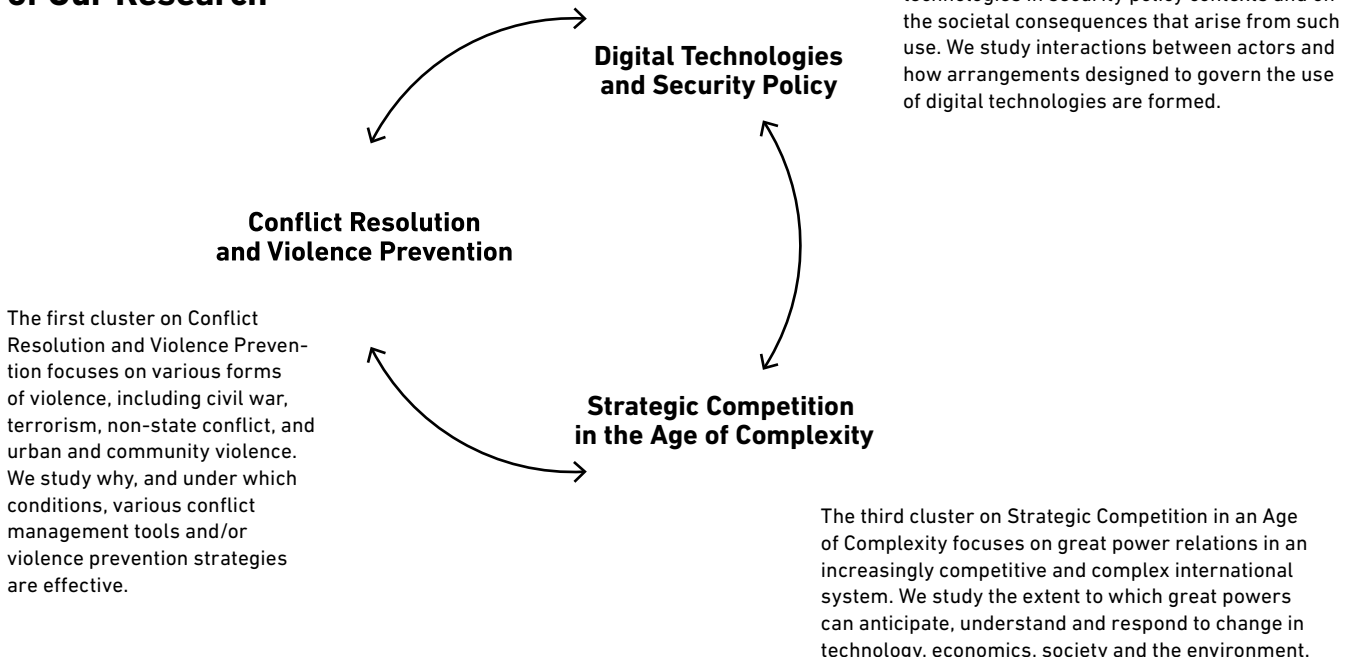 of Our Research
technologies in security policy contexts and on
the societal consequences that arise from such
use. We study interactions between actors and
how arrangements designed to govern the use
of digital technologies are formed.
Digital Technologies
and Security Policy
Conflict Resolution
and Violence Prevention
The first cluster on Conflict
Resolution and Violence Preven-
tion focuses on various forms
of violence, including civil war,
terrorism, non-state conflict, and
urban and community violence.
We study why, and under which
conditions, various conflict
management tools and/or
violence prevention strategies
are effective.
Strategic Competition
in the Age of Complexity
The third cluster on Strategic Competition in an Age
of Complexity focuses on great power relations in an
increasingly competitive and complex international
system. We study the extent to which great powers
can anticipate, understand and respond to change in
technology, economics, society and the environment.